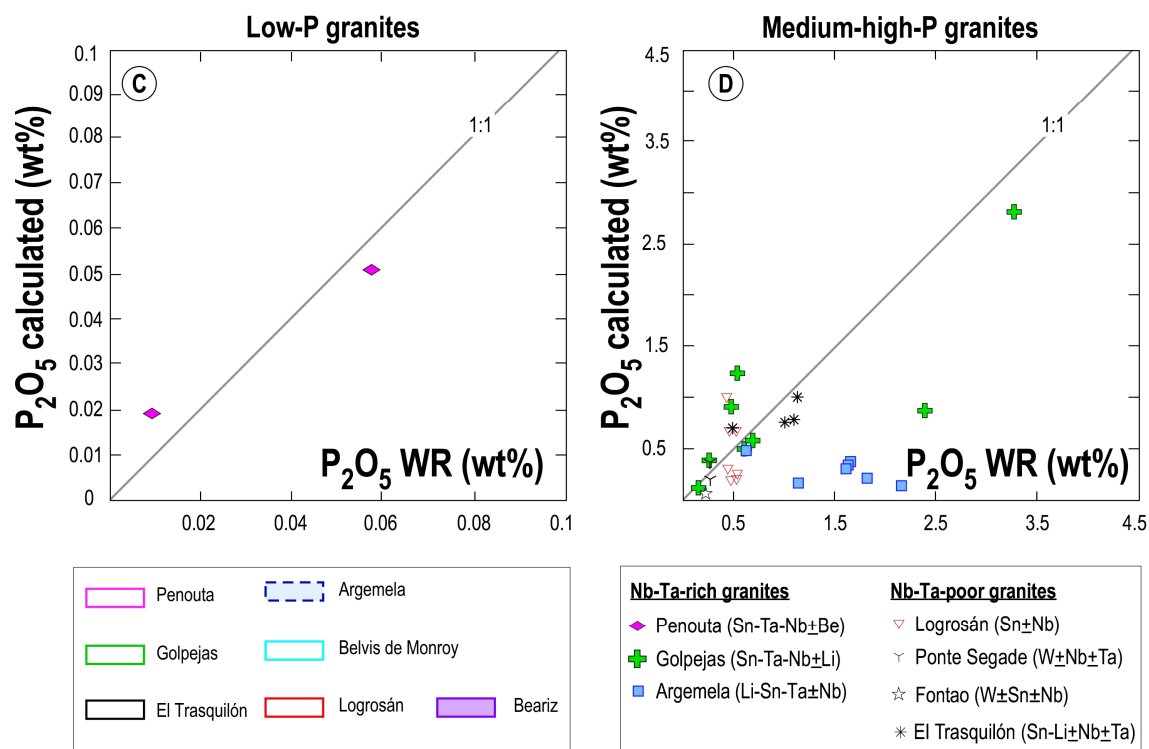 Low-P granites
C
1:1
P2O5 calculated (wt%)
0.1
0.09
0.08
0.07
0.06
0.05
0.04
0.03
0.02
0.01
0
P2O5 WR (wt%)
0.02
0.04
0.06
0.08
0.1
Medium-high-P granites
D
1:1
P2O5 calculated (wt%)
4.5
3.5
2.5
1.5
0.5
P2O5 WR (wt%)
0.5
1.5
2.5
3.5
4.5
Penouta
Argemela
Golpejas
Belvis de Monroy
El Trasquilón
Logrosán
Beariz
Nb-Ta-rich granites
Penouta (Sn-Ta-Nb±Be)
Golpejas (Sn-Ta-Nb±Li)
Argemela (Li-Sn-Ta±Nb)
Nb-Ta-poor granites
Logrosán (Sn±Nb)
Ponte Segade (W±Nb±Ta)
Fontao (W±Sn±Nb)
El Trasquilón (Sn-Li±Nb±Ta)